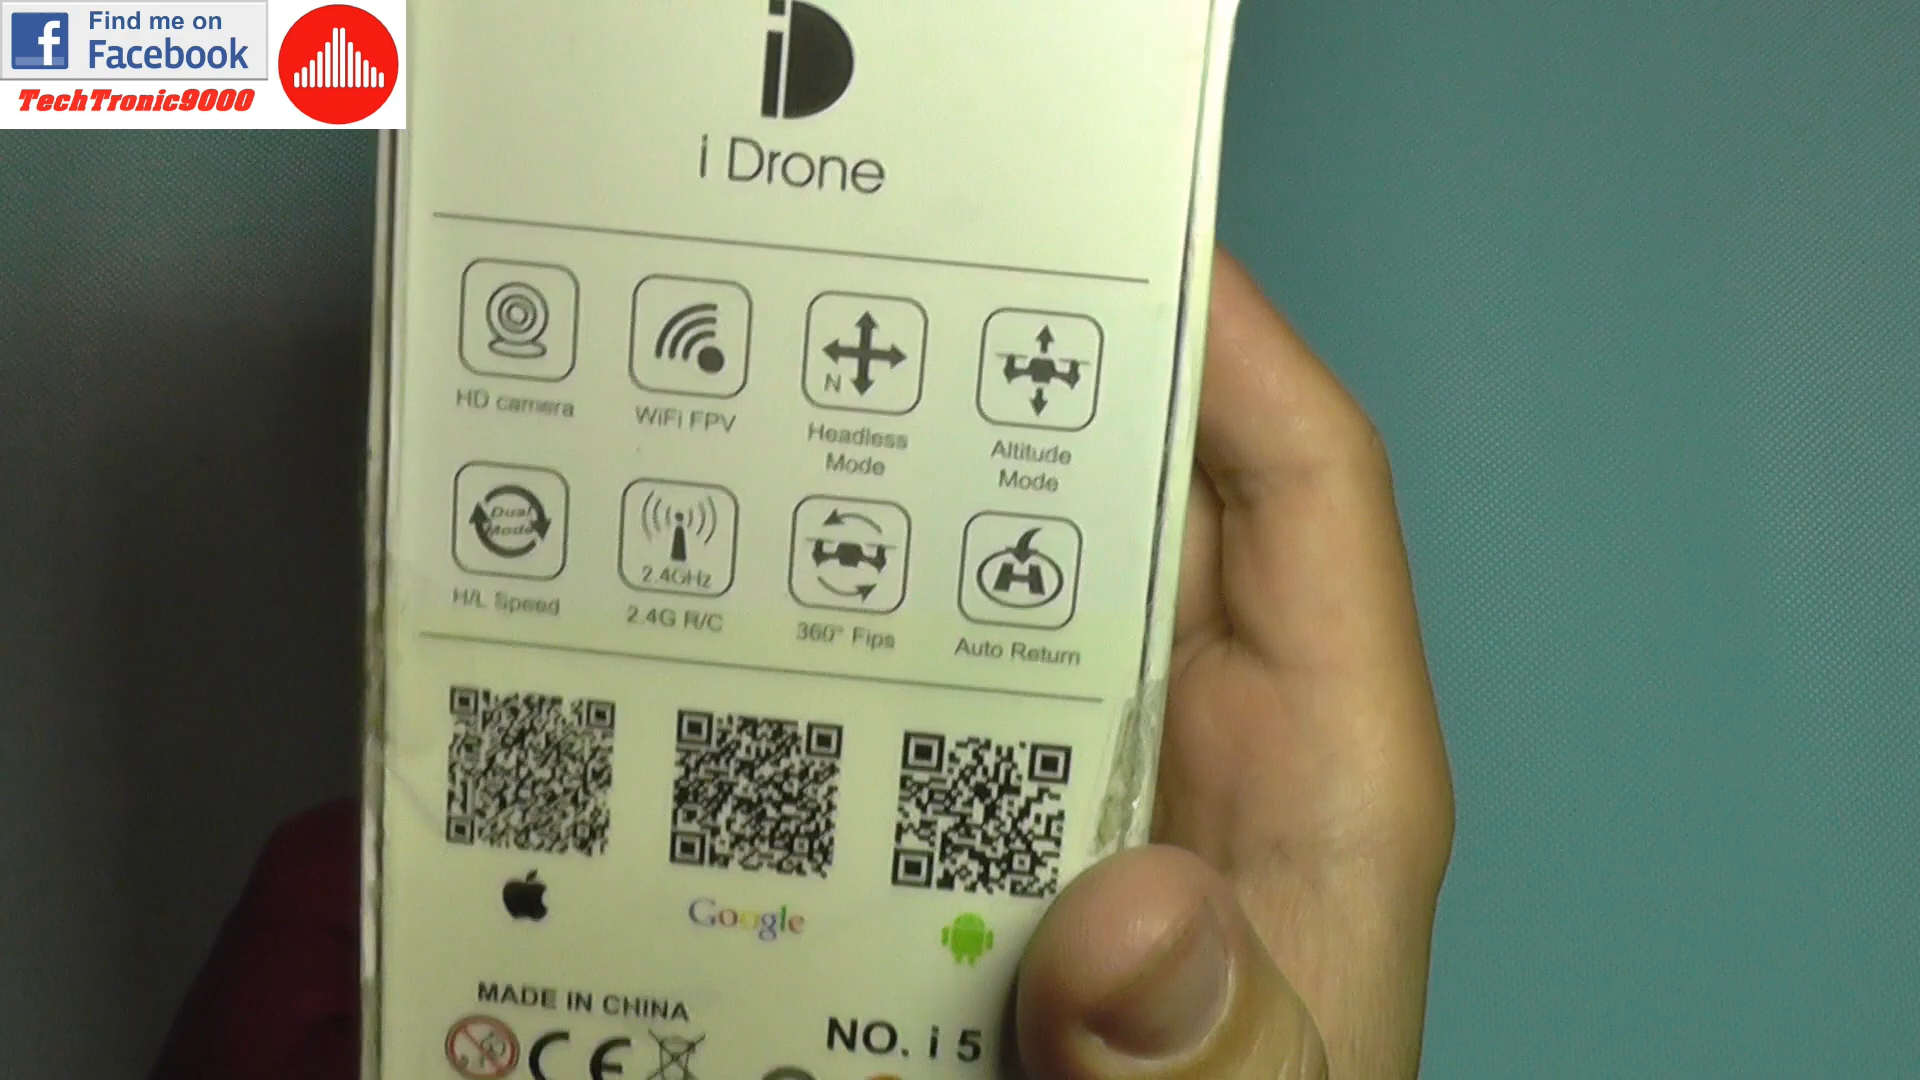 Find me on
Facebook
TechTronic9000
iD
i Drone
HD camera
WiFi FPV
N
Headless
Mode
Altitude
Mode
Dual
Mode
H/L Speed
2.4GHz
2.4G R/C
360° Fips
Auto Return
Google
MADE IN CHINA
CE
NO. i 5